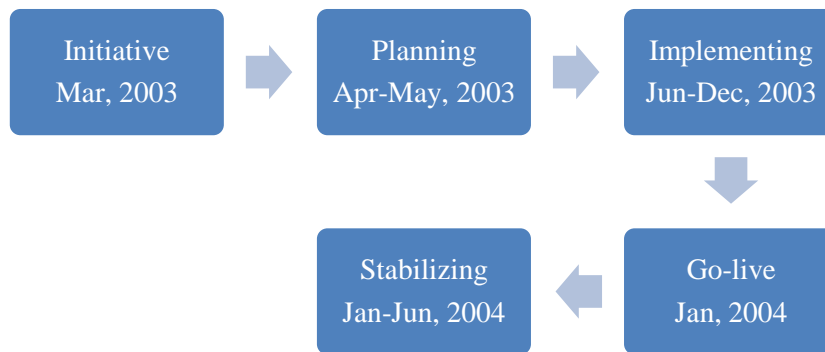 Initiative
Mar, 2003
Planning
Apr-May, 2003
Implementing
Jun-Dec, 2003
Go-live
Jan, 2004
Stabilizing
Jan-Jun, 2004